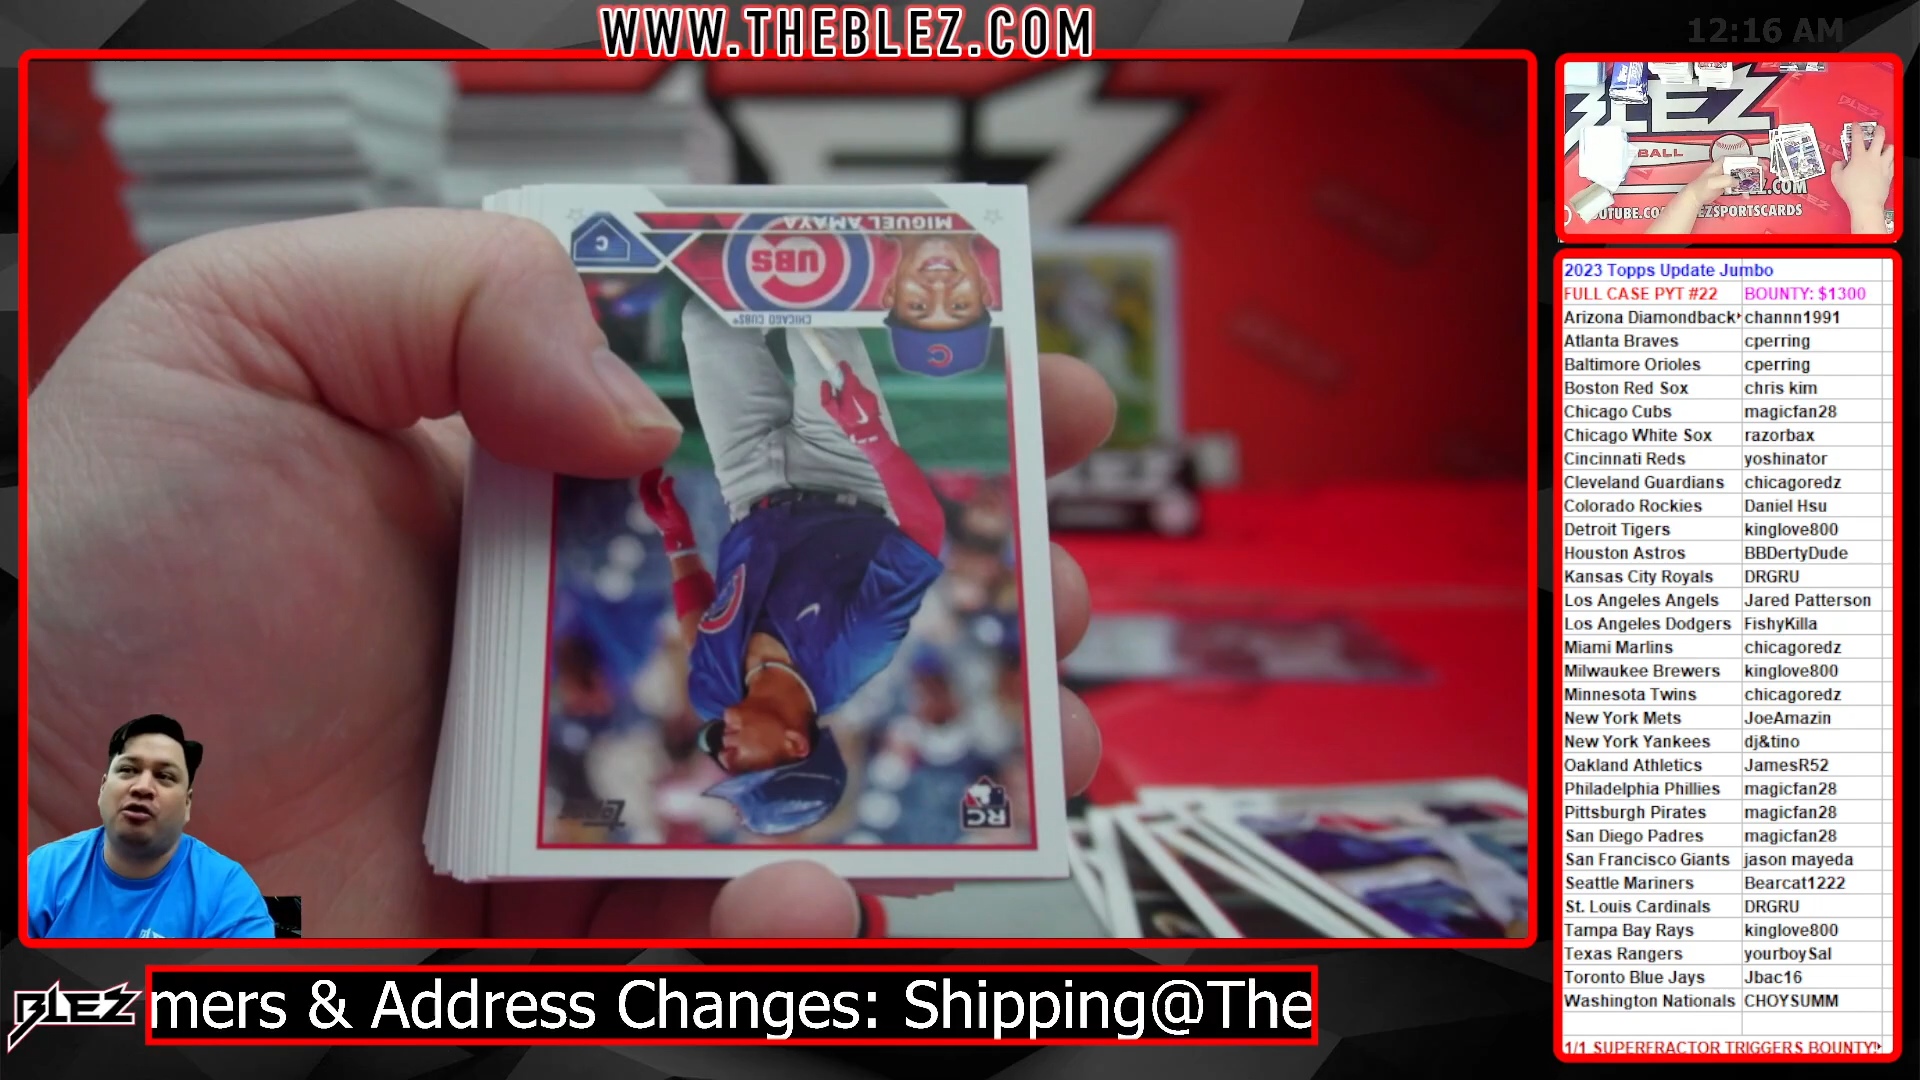 WWW.THEBLEZ.COM
12:16 AM
MIGUEL AMAYA
C
CUBS
CHICAGO CUBS®
C
Topps
RC
BLEZ
BALL
2023 Topps Update Jumbo
FULL CASE PYT #22 BOUNTY: $1300
Arizona Diamondback channn1991
Atlanta Braves cperring
Baltimore Orioles cperring
Boston Red Sox chris kim
Chicago Cubs magicfan28
Chicago White Sox razorbax
Cincinnati Reds yoshinator
Cleveland Guardians chicagoredz
Colorado Rockies Daniel Hsu
Detroit Tigers kinglove800
Houston Astros BBDertyDude
Kansas City Royals DRGRU
Los Angeles Angels Jared Patterson
Los Angeles Dodgers FishyKilla
Miami Marlins chicagoredz
Milwaukee Brewers kinglove800
Minnesota Twins chicagoredz
New York Mets JoeAmazin
New York Yankees dj&tino
Oakland Athletics JamesR52
Philadelphia Phillies magicfan28
Pittsburgh Pirates magicfan28
San Diego Padres magicfan28
San Francisco Giants jason mayeda
Seattle Mariners Bearcat1222
St. Louis Cardinals DRGRU
Tampa Bay Rays kinglove800
Texas Rangers yourboySal
Toronto Blue Jays Jbac16
Washington Nationals CHOYSUMM
1/1 SUPERFRACTOR TRIGGERS BOUNTY!
BLEZ
mers & Address Changes: Shipping@The